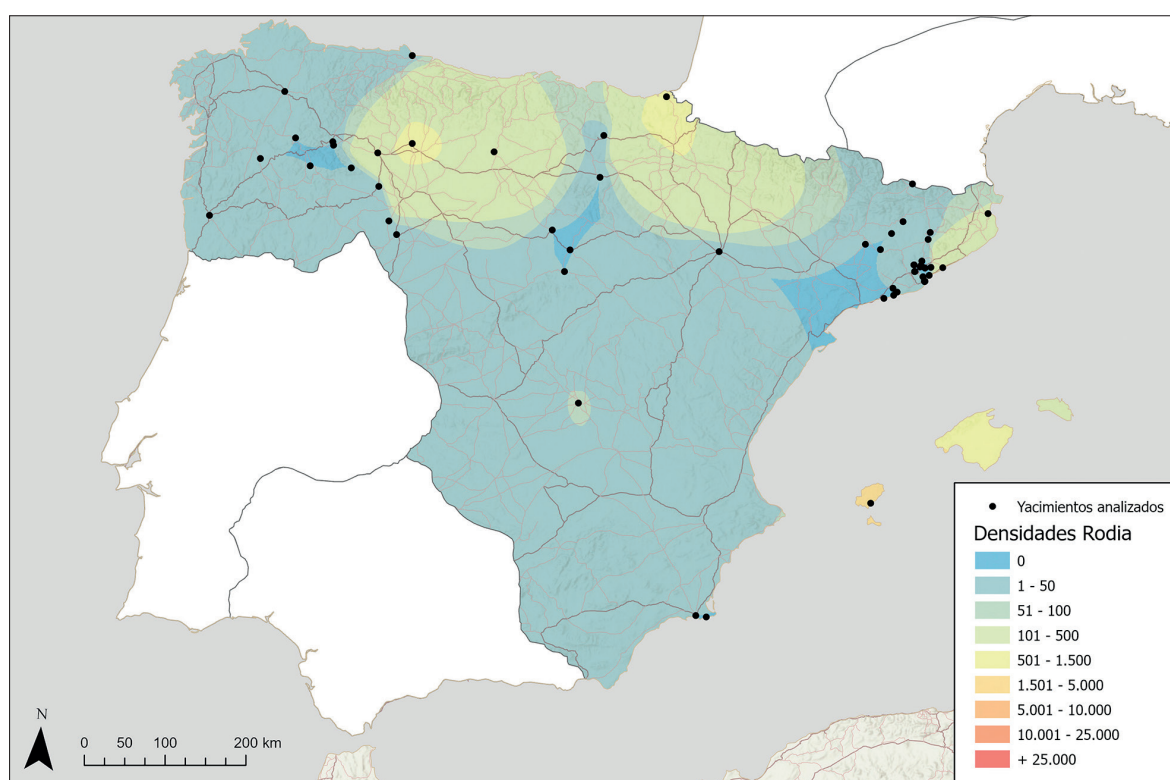 Yacimientos analizados
Densidades Rodia
0
1 - 50
51 - 100
101 - 500
501 - 1.500
1.501 - 5.000
5.001 - 10.000
10.001 - 25.000
+ 25.000
N
0 50 100 200 km